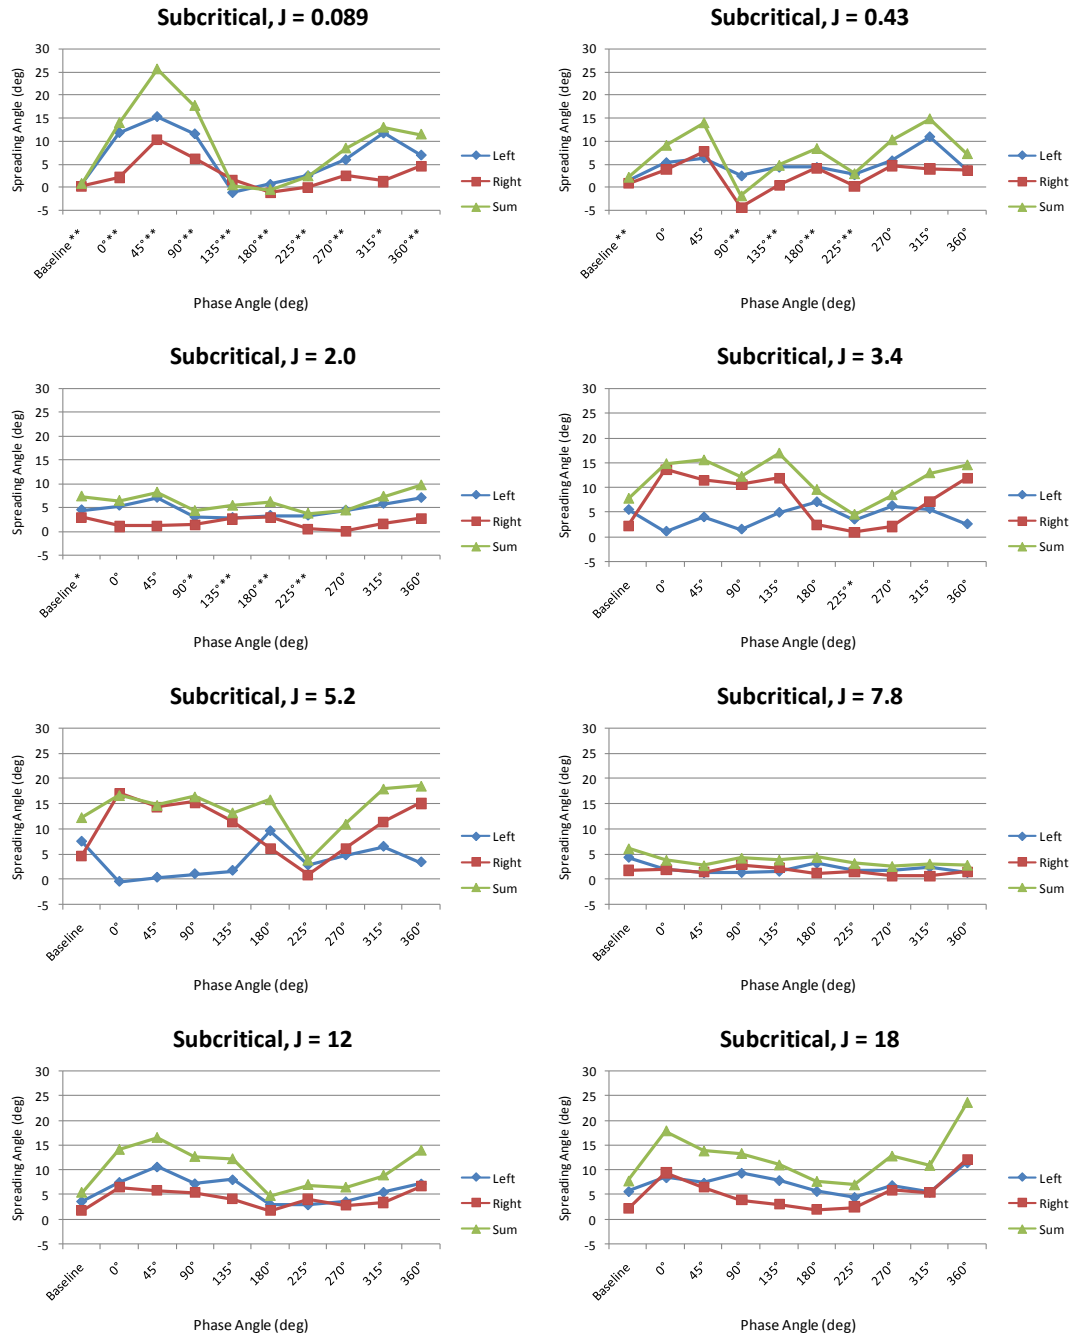 Subcritical, J = 0.089
30
25
20
15
10
5
0
-5
Spreading Angle (deg)
Baseline**
0°**
45°**
90°**
135°**
180°**
225°**
270°**
315°**
360°**
Phase Angle (deg)
Left
Right
Sum
Subcritical, J = 0.43
30
25
20
15
10
5
0
-5
Spreading Angle (deg)
Baseline**
0°
45°
90°**
135°**
180°**
225°**
270°
315°
360°
Phase Angle (deg)
Left
Right
Sum
Subcritical, J = 2.0
30
25
20
15
10
5
0
-5
Spreading Angle (deg)
Baseline*
0°
45°
90°*
135°**
180°**
225°**
270°
315°
360°
Phase Angle (deg)
Left
Right
Sum
Subcritical, J = 3.4
30
25
20
15
10
5
0
-5
Spreading Angle (deg)
Baseline
0°
45°
90°
135°
180°
225°*
270°
315°
360°
Phase Angle (deg)
Left
Right
Sum
Subcritical, J = 5.2
30
25
20
15
10
5
0
-5
Spreading Angle (deg)
Baseline
0°
45°
90°
135°
180°
225°
270°
315°
360°
Phase Angle (deg)
Left
Right
Sum
Subcritical, J = 7.8
30
25
20
15
10
5
0
-5
Spreading Angle (deg)
Baseline
0°
45°
90°
135°
180°
225°
270°
315°
360°
Phase Angle (deg)
Left
Right
Sum
Subcritical, J = 12
30
25
20
15
10
5
0
-5
Spreading Angle (deg)
Baseline
0°
45°
90°
135°
180°
225°
270°
315°
360°
Phase Angle (deg)
Left
Right
Sum
Subcritical, J = 18
30
25
20
15
10
5
0
-5
Spreading Angle (deg)
Baseline
0°
45°
90°
135°
180°
225°
270°
315°
360°
Phase Angle (deg)
Left
Right
Sum